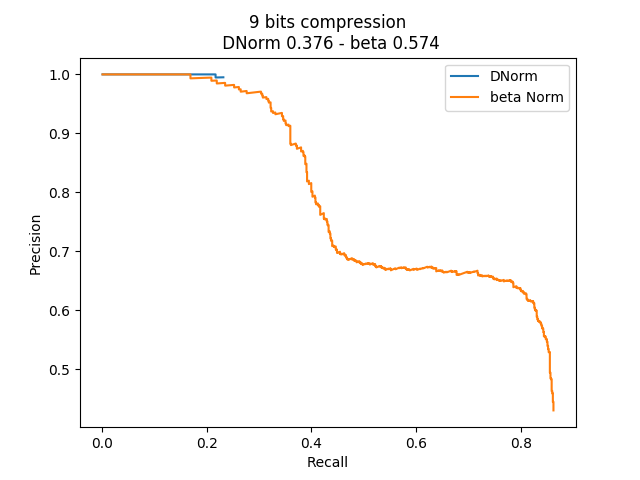 9 bits compression
DNorm 0.376 - beta 0.574
DNorm
beta Norm
1.0
0.9
0.8
0.7
0.6
0.5
Precision
0.0 0.2 0.4 0.6 0.8
Recall